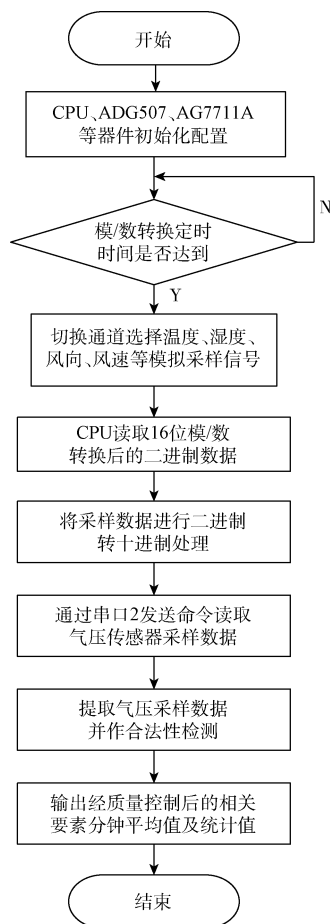 开始
CPU、ADG507、AG7711A
等器件初始化配置
模/数转换定时
时间是否达到
N
Y
切换通道选择温度、湿度、
风向、风速等模拟采样信号
CPU读取16位模/数
转换后的二进制数据
将采样数据进行二进制
转十进制处理
通过串口2发送命令读取
气压传感器采样数据
提取气压采样数据
并作合法性检测
输出经质量控制后的相关
要素分钟平均值及统计值
结束